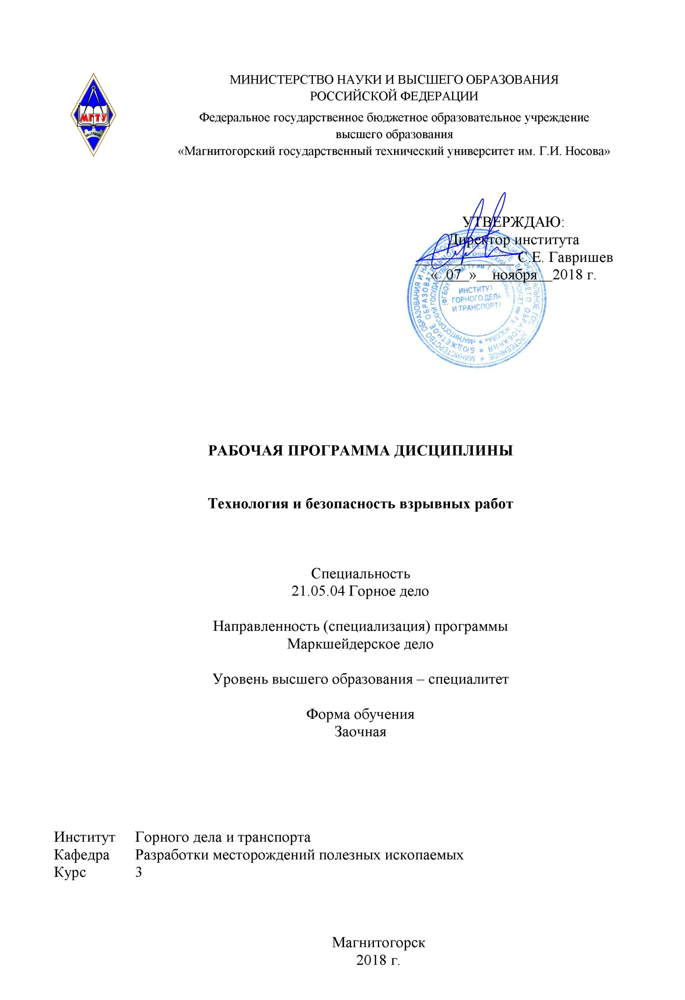 МИНИСТЕРСТВО НАУКИ И ВЫСШЕГО ОБРАЗОВАНИЯ
РОССИЙСКОЙ ФЕДЕРАЦИИ
Федеральное государственное бюджетное образовательное учреждение
высшего образования
«Магнитогорский государственный технический университет им. Г.И. Носова»
МГТУ
УТВЕРЖДАЮ:
Директор института
С.Е. Гавришев
«_07_»__ноября__2018 г.
ИНСТИТУТ
ГОРНОГО ДЕЛА
И ТРАНСПОРТА
РАБОЧАЯ ПРОГРАММА ДИСЦИПЛИНЫ
Технология и безопасность взрывных работ
Специальность
21.05.04 Горное дело
Направленность (специализация) программы
Маркшейдерское дело
Уровень высшего образования – специалитет
Форма обучения
Заочная
Институт Горного дела и транспорта
Кафедра Разработки месторождений полезных ископаемых
Курс 3
Магнитогорск
2018 г.